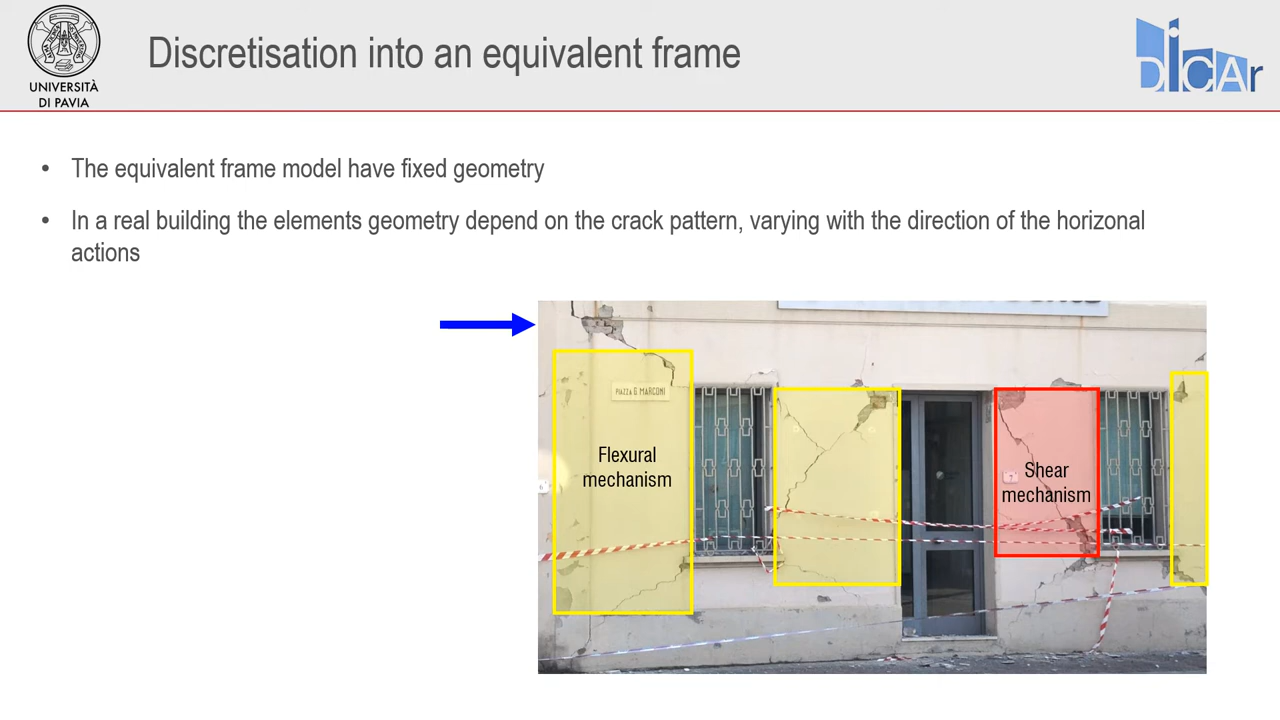 UNIVERSITÀ
DI PAVIA
Discretisation into an equivalent frame
DICAr
• The equivalent frame model have fixed geometry
• In a real building the elements geometry depend on the crack pattern, varying with the direction of the horizonal
actions
PIAZZA G MARCONI
Flexural
mechanism
7
Shear
mechanism